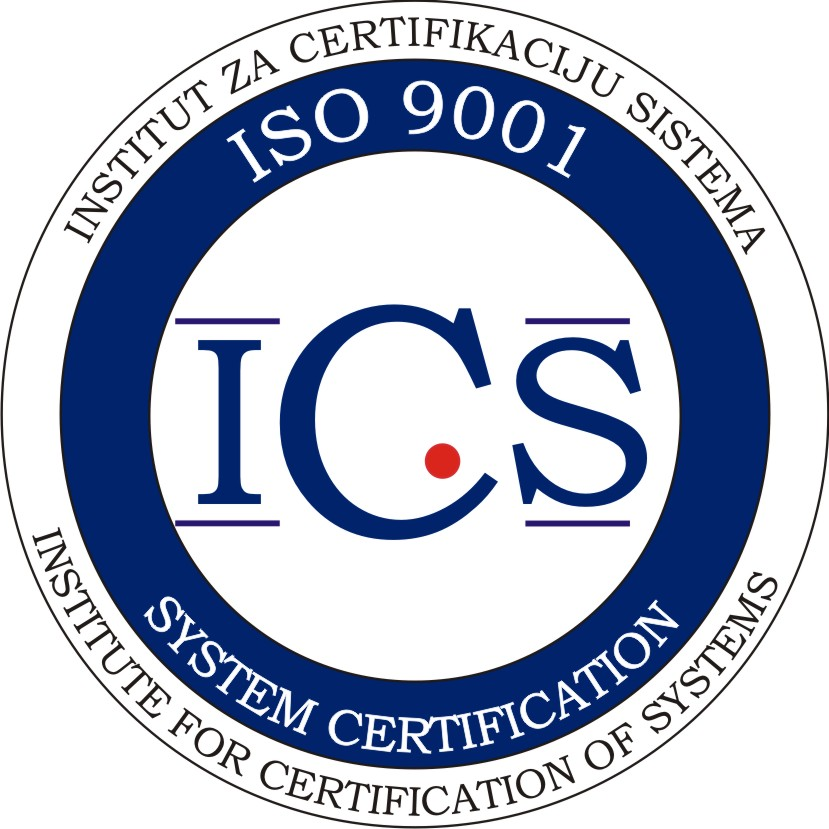 INSTITUT ZA CERTIFIKACIJU SISTEMA
ISO 9001
ICS
SYSTEM CERTIFICATION
INSTITUTE FOR CERTIFICATION OF SYSTEMS